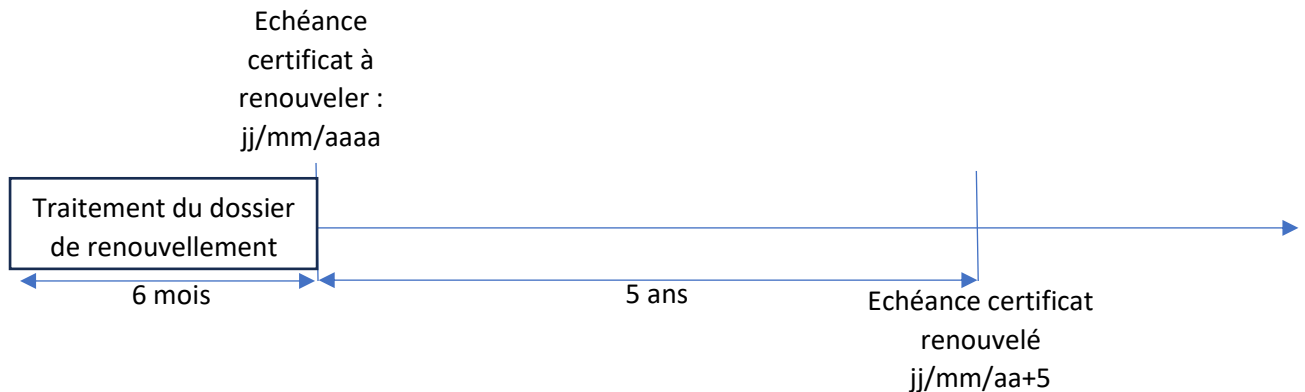 Echéance
certificat à
renouveler :
jj/mm/aaaa
Traitement du dossier
de renouvellement
6 mois
5 ans
Echéance certificat
renouvelé
jj/mm/aa+5